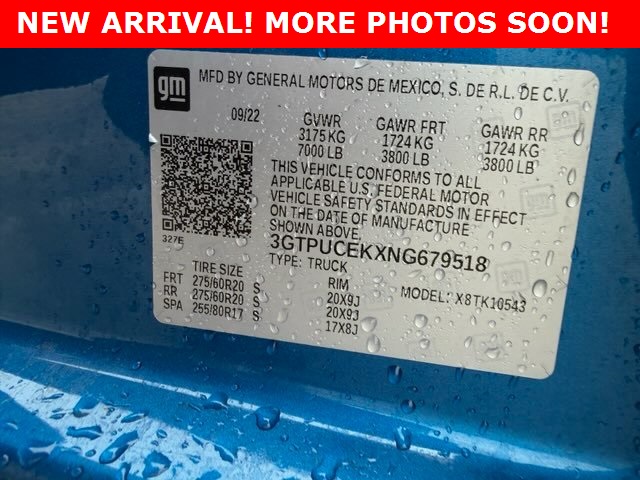 NEW ARRIVAL! MORE PHOTOS SOON!
gm
MFD BY GENERAL MOTORS DE MEXICO, S. DE R.L. DE C.V.
09/22 GVWR GAWR FRT GAWR RR
3175 KG 1724 KG 1724 KG
7000 LB 3800 LB 3800 LB
THIS VEHICLE CONFORMS TO ALL
APPLICABLE U.S. FEDERAL MOTOR
VEHICLE SAFETY STANDARDS IN EFFECT
ON THE DATE OF MANUFACTURE
SHOWN ABOVE.
327E
3GTPUCEKXNG679518
TYPE: TRUCK
TIRE SIZE RIM MODEL: X8TK10543
FRT 275/60R20 S 20X9J
RR 275/60R20 S 20X9J
SPA 255/80R17 S 17X8J